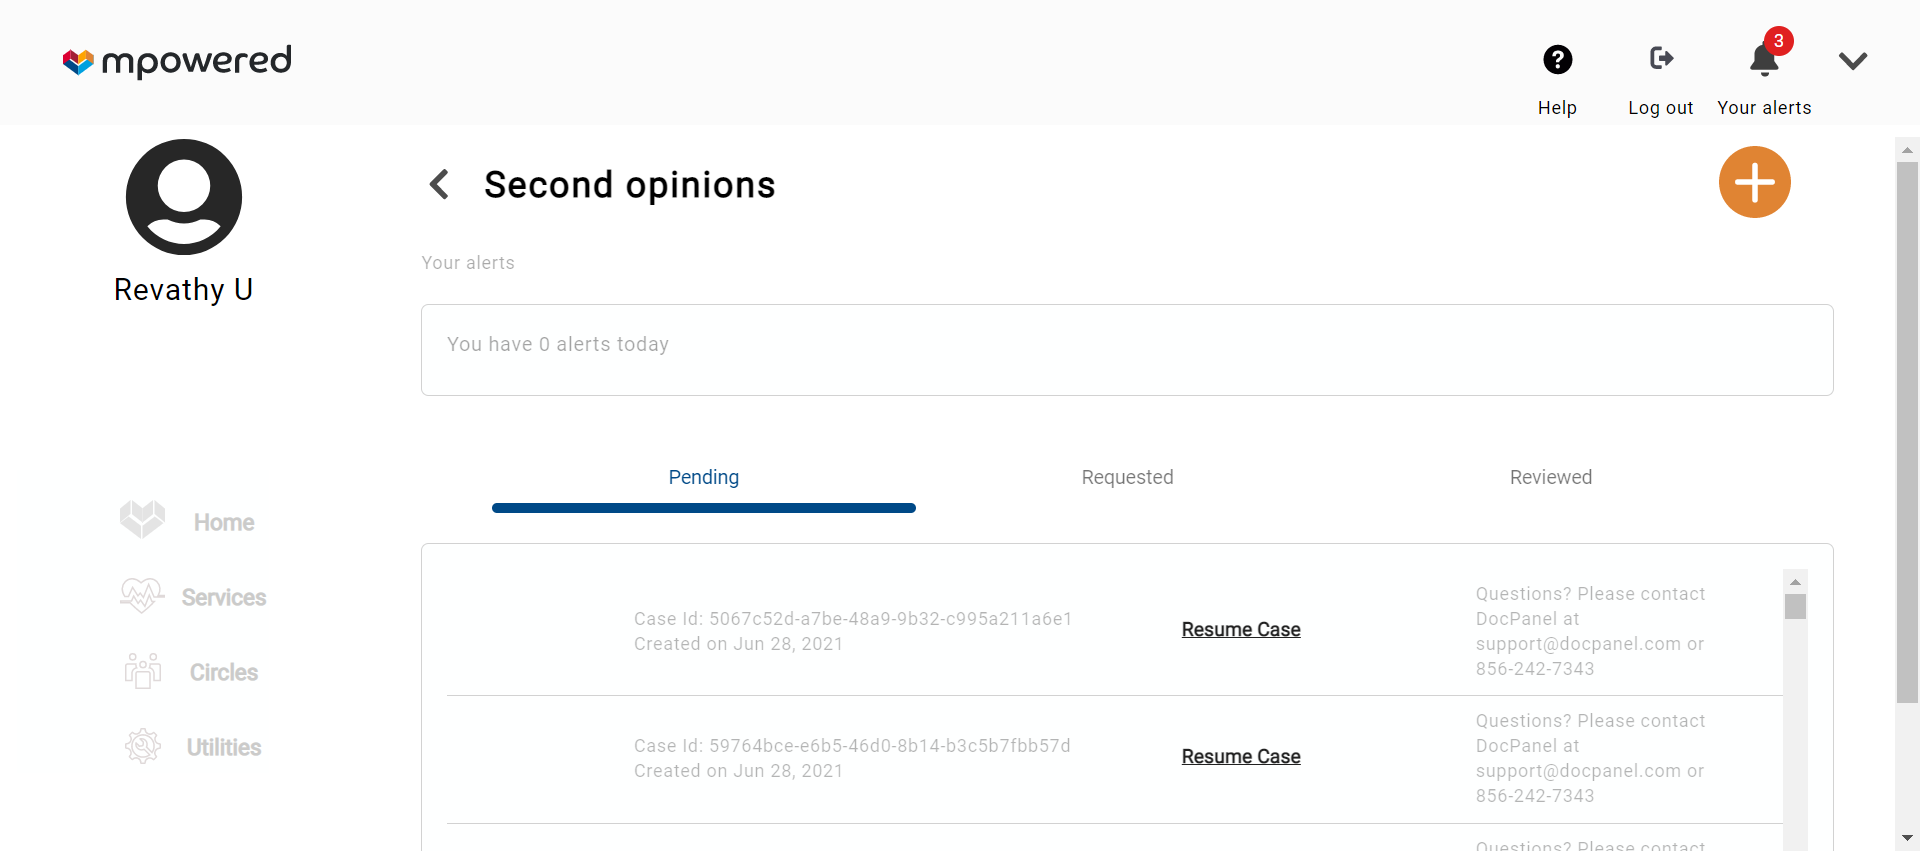 mpowered
3
Help
Log out
Your alerts
Revathy U
Second opinions
Your alerts
You have 0 alerts today
Pending
Requested
Reviewed
Home
Services
Circles
Utilities
Case Id: 5067c52d-a7be-48a9-9b32-c995a211a6e1
Created on Jun 28, 2021
Resume Case
Questions? Please contact
DocPanel at
support@docpanel.com or
856-242-7343
Case Id: 59764bce-e6b5-46d0-8b14-b3c5b7fbb57d
Created on Jun 28, 2021
Resume Case
Questions? Please contact
DocPanel at
support@docpanel.com or
856-242-7343
Questions? Please contact